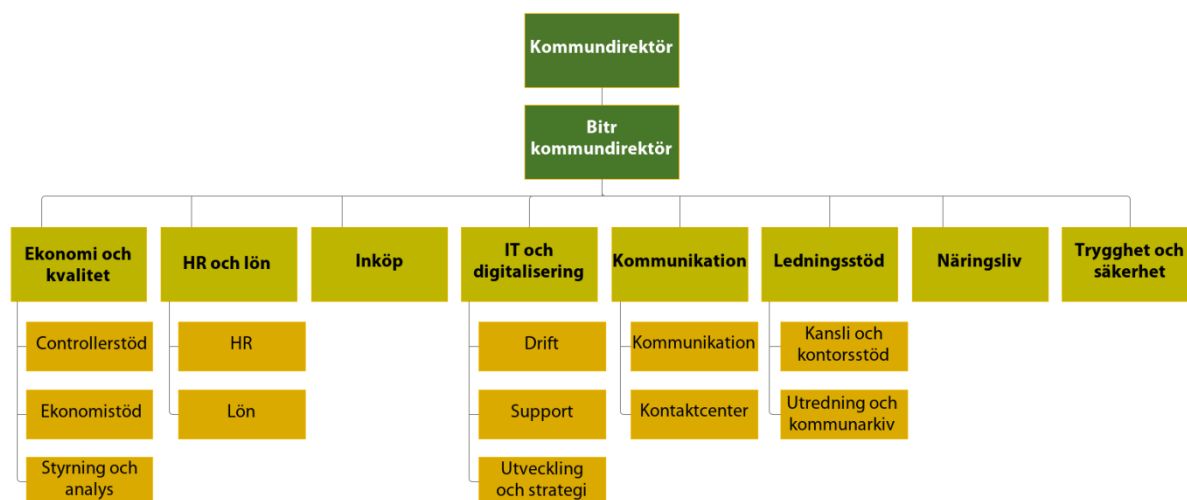 Kommundirektör
Bitr
kommundirektör
Ekonomi och
kvalitet
HR och lön
Inköp
IT och
digitalisering
Kommunikation
Ledningsstöd
Näringsliv
Trygghet och
säkerhet
Controllerstöd
Ekonomistöd
Styrning och
analys
HR
Lön
Drift
Support
Utveckling
och strategi
Kommunikation
Kontaktcenter
Kansli och
kontorsstöd
Utredning och
kommunarkiv